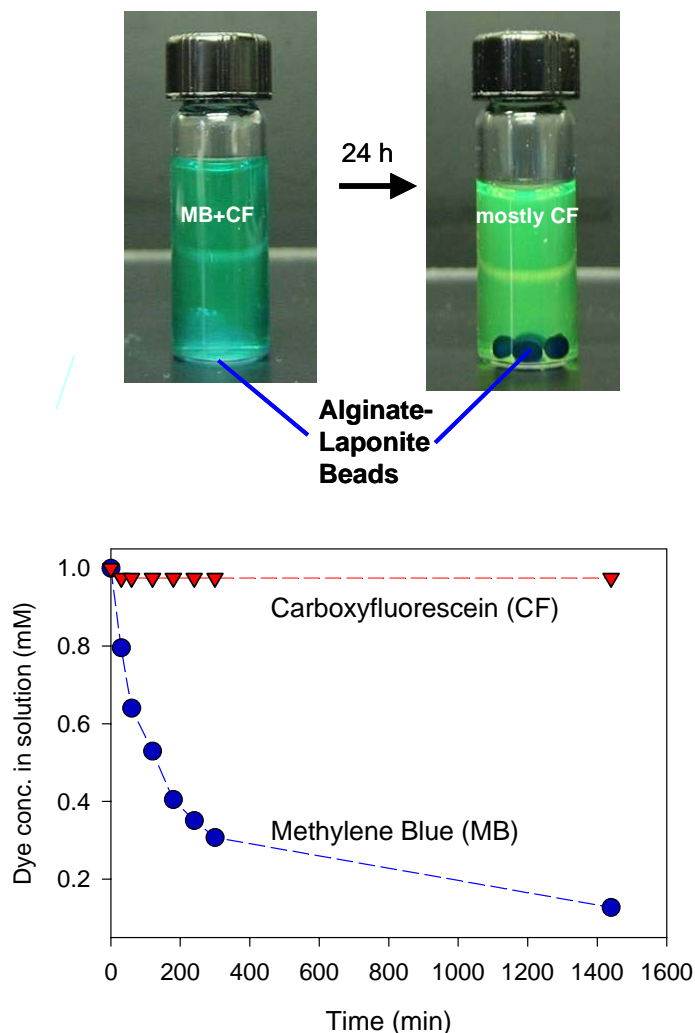 24 h
MB+CF
mostly CF
Alginate-
Laponite
Beads
Dye conc. in solution (mM)
1.0
0.8
0.6
0.4
0.2
Carboxyfluorescein (CF)
Methylene Blue (MB)
0 200 400 600 800 1000 1200 1400 1600
Time (min)